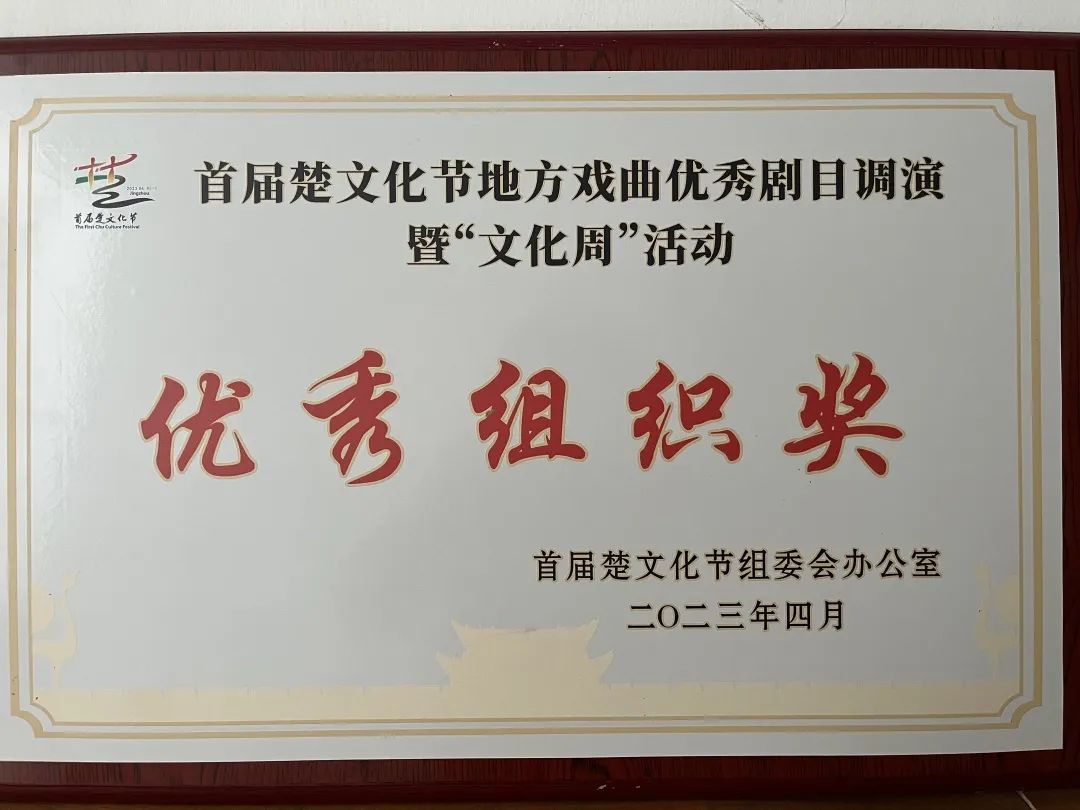 楚
Jingzhou
首届楚文化节
The First Chu Culture Festival
首届楚文化节地方戏曲优秀剧目调演
暨“文化周”活动
优秀组织奖
首届楚文化节组委会办公室
二〇二三年四月